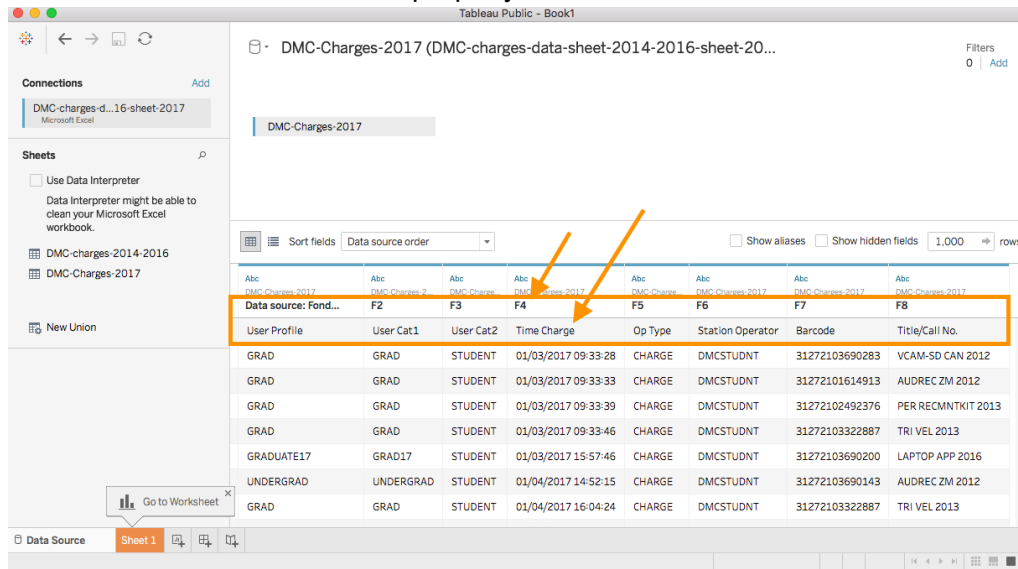 Tableau Public - Book1
DMC-Charges-2017 (DMC-charges-data-sheet-2014-2016-sheet-20...
Filters
0 Add
Connections Add
DMC-charges-d...16-sheet-2017
Microsoft Excel
DMC-Charges-2017
Sheets
Use Data Interpreter
Data Interpreter might be able to
clean your Microsoft Excel
workbook.
DMC-charges-2014-2016
DMC-Charges-2017
New Union
Sort fields Data source order Show aliases Show hidden fields 1,000 rows
Abc Abc Abc Abc Abc Abc Abc Abc
DMC-Charges-2017 DMC-Charges-2... DMC-Charge... DMC-Charges-2017 DMC-Charge... DMC-Charges-2017 DMC-Charges-2017 DMC-Charges-2017
Data source: Fond... F2 F3 F4 F5 F6 F7 F8
User Profile User Cat1 User Cat2 Time Charge Op Type Station Operator Barcode Title/Call No.
GRAD GRAD STUDENT 01/03/2017 09:33:28 CHARGE DMCSTUDNT 31272103690283 VCAM-SD CAN 2012
GRAD GRAD STUDENT 01/03/2017 09:33:33 CHARGE DMCSTUDNT 31272101614913 AUDREC ZM 2012
GRAD GRAD STUDENT 01/03/2017 09:33:39 CHARGE DMCSTUDNT 31272102492376 PER RECMNTKIT 2013
GRAD GRAD STUDENT 01/03/2017 09:33:46 CHARGE DMCSTUDNT 31272103322887 TRI VEL 2013
GRADUATE17 GRAD17 STUDENT 01/03/2017 15:57:46 CHARGE DMCSTUDNT 31272103690200 LAPTOP APP 2016
UNDERGRAD UNDERGRAD STUDENT 01/04/2017 14:52:15 CHARGE DMCSTUDNT 31272103690143 AUDREC ZM 2012
GRAD GRAD STUDENT 01/04/2017 16:04:24 CHARGE DMCSTUDNT 31272103322887 TRI VEL 2013
Go to Worksheet
Data Source Sheet 1